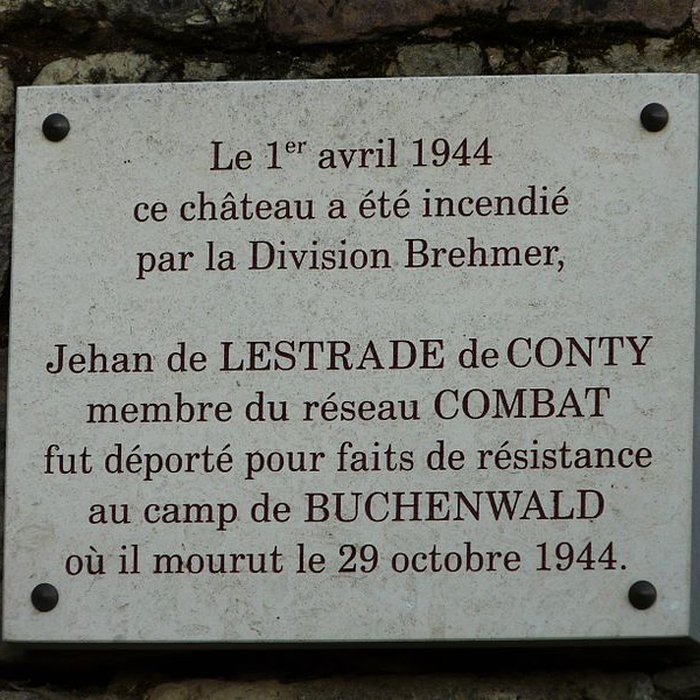 Le 1er avril 1944
ce château a été incendié
par la Division Brehmer,
Jehan de LESTRADE de CONTY
membre du réseau COMBAT
fut déporté pour faits de résistance
au camp de BUCHENWALD
où il mourut le 29 octobre 1944.